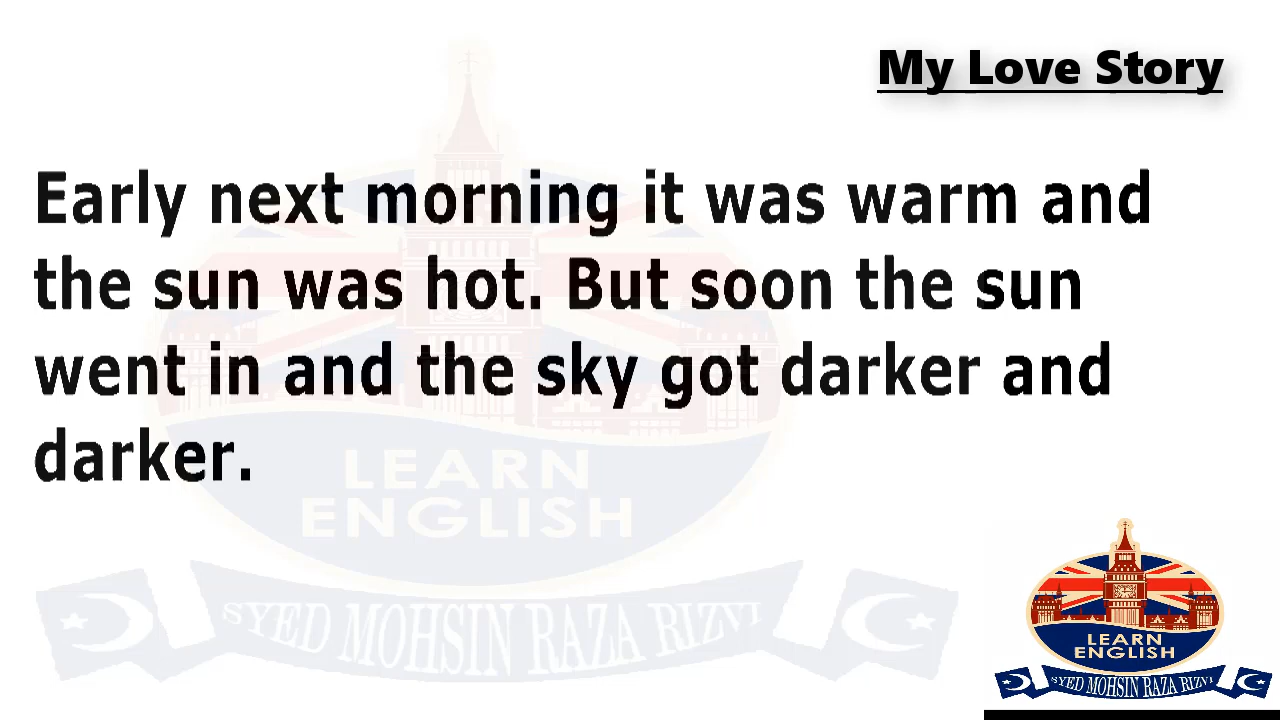 My Love Story
Early next morning it was warm and
the sun was hot. But soon the sun
went in and the sky got darker and
darker.
LEARN
ENGLISH
SYED MOHSIN RAZA RIZVI
LEARN
ENGLISH
SYED MOHSIN RAZA RIZVI